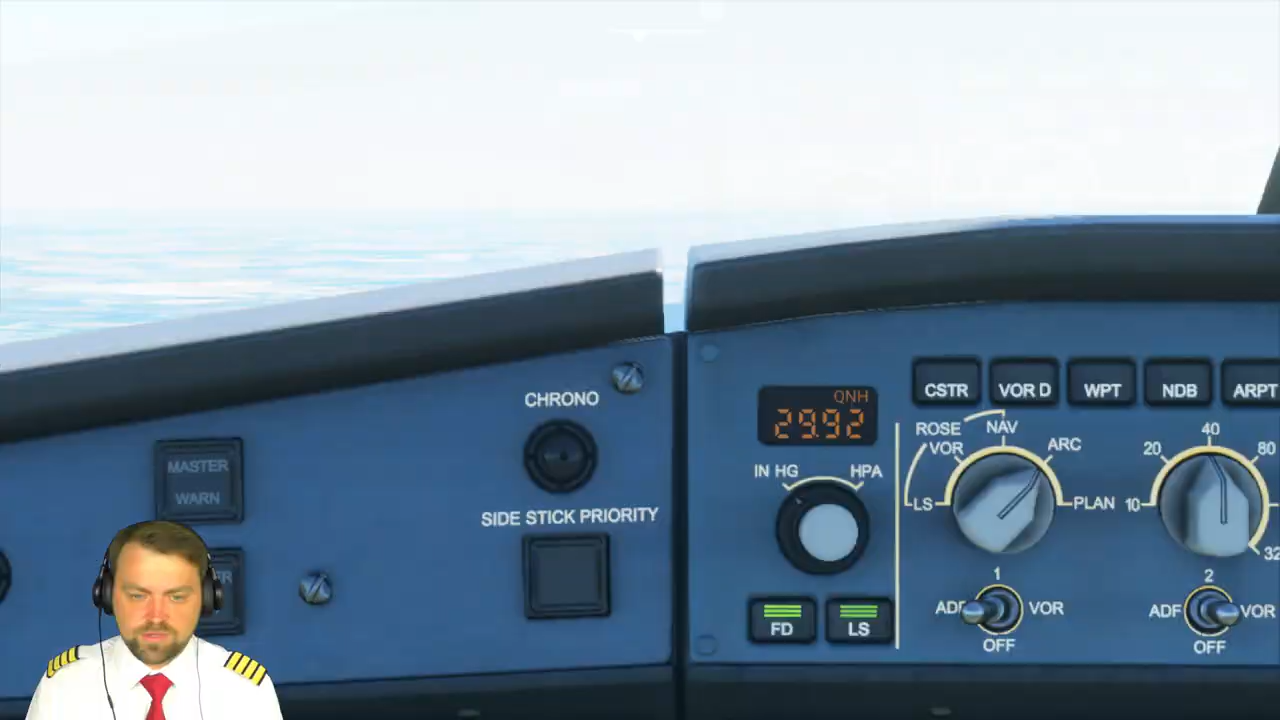 CHRONO
MASTER
WARN
SIDE STICK PRIORITY
QNH
29.92
IN HG
HPA
FD
LS
CSTR
VOR D
WPT
NDB
ARPT
ROSE
NAV
VOR
ARC
LS
PLAN
10
20
40
80
32
1
ADF
VOR
OFF
2
ADF
VOR
OFF